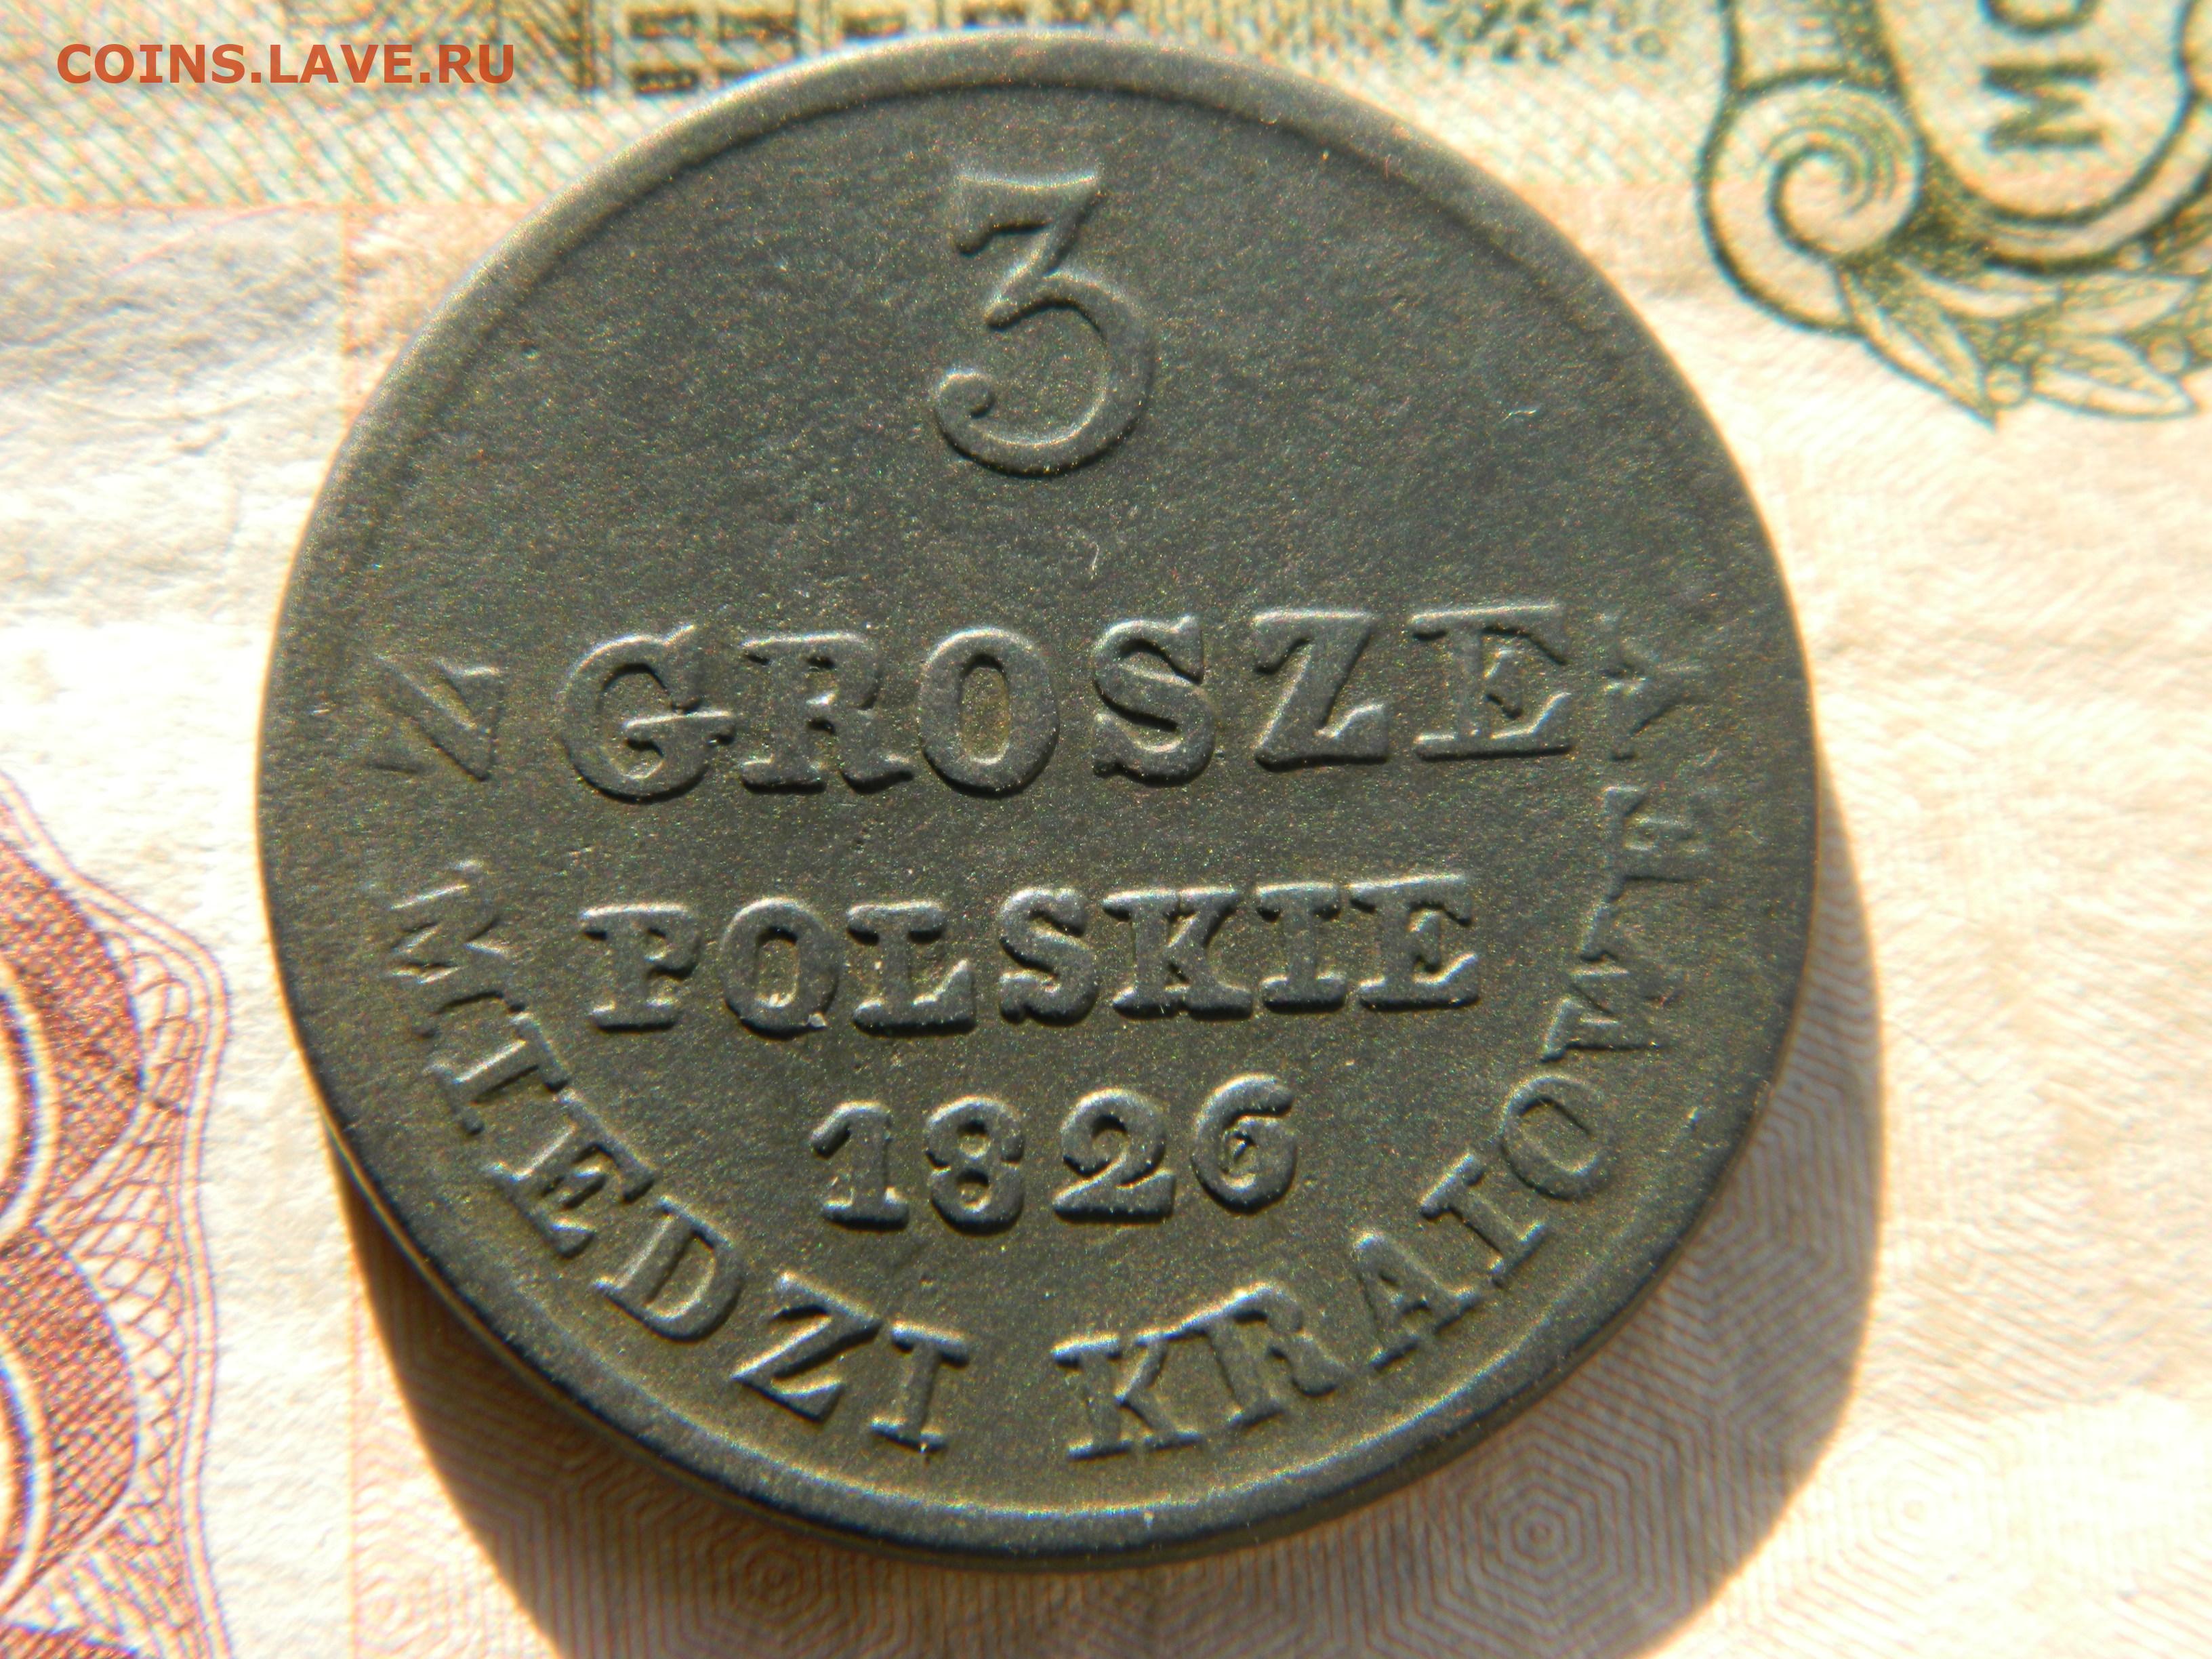 COINS.LAVE.RU
3
GROSZE
POLSKIE
1826
Z MIEDZI KRAIOWEY